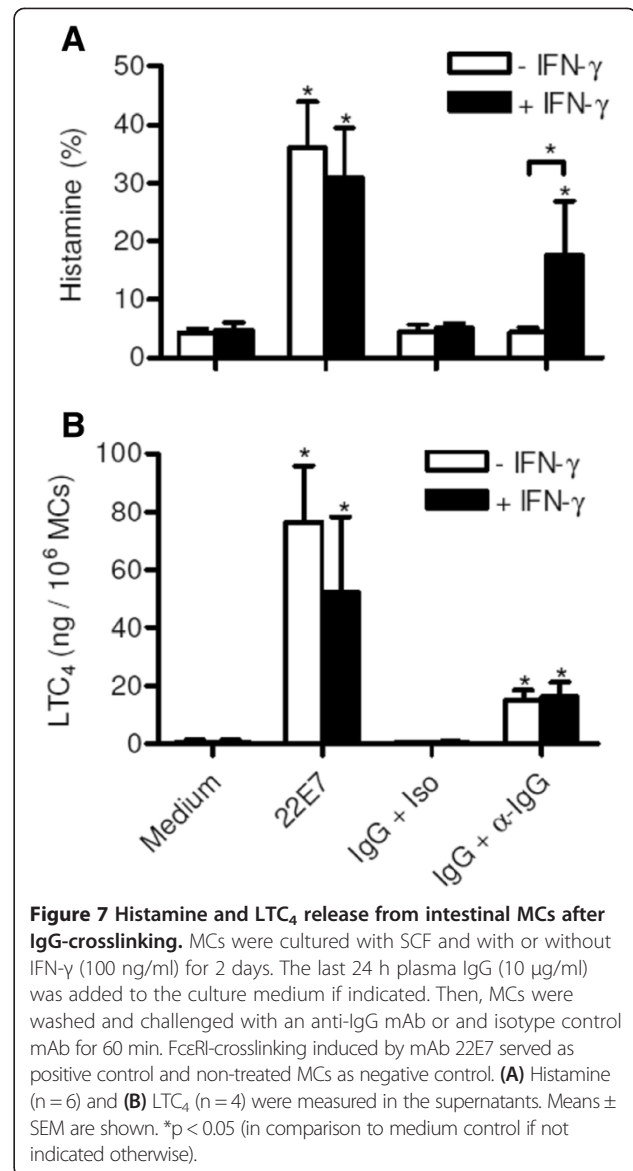 A
- IFN-γ
+ IFN-γ
Histamine (%)
50
40
30
20
10
0
*
*
*
*
B
- IFN-γ
+ IFN-γ
LTC₄ (ng / 10⁶ MCs)
100
80
60
40
20
0
*
*
*
*
Medium
22E7
IgG + Iso
IgG + α-IgG
Figure 7 Histamine and LTC₄ release from intestinal MCs after
IgG-crosslinking. MCs were cultured with SCF and with or without
IFN-γ (100 ng/ml) for 2 days. The last 24 h plasma IgG (10 μg/ml)
was added to the culture medium if indicated. Then, MCs were
washed and challenged with an anti-IgG mAb or and isotype control
mAb for 60 min. FcεRI-crosslinking induced by mAb 22E7 served as
positive control and non-treated MCs as negative control. (A) Histamine
(n = 6) and (B) LTC₄ (n = 4) were measured in the supernatants. Means ±
SEM are shown. *p < 0.05 (in comparison to medium control if not
indicated otherwise).